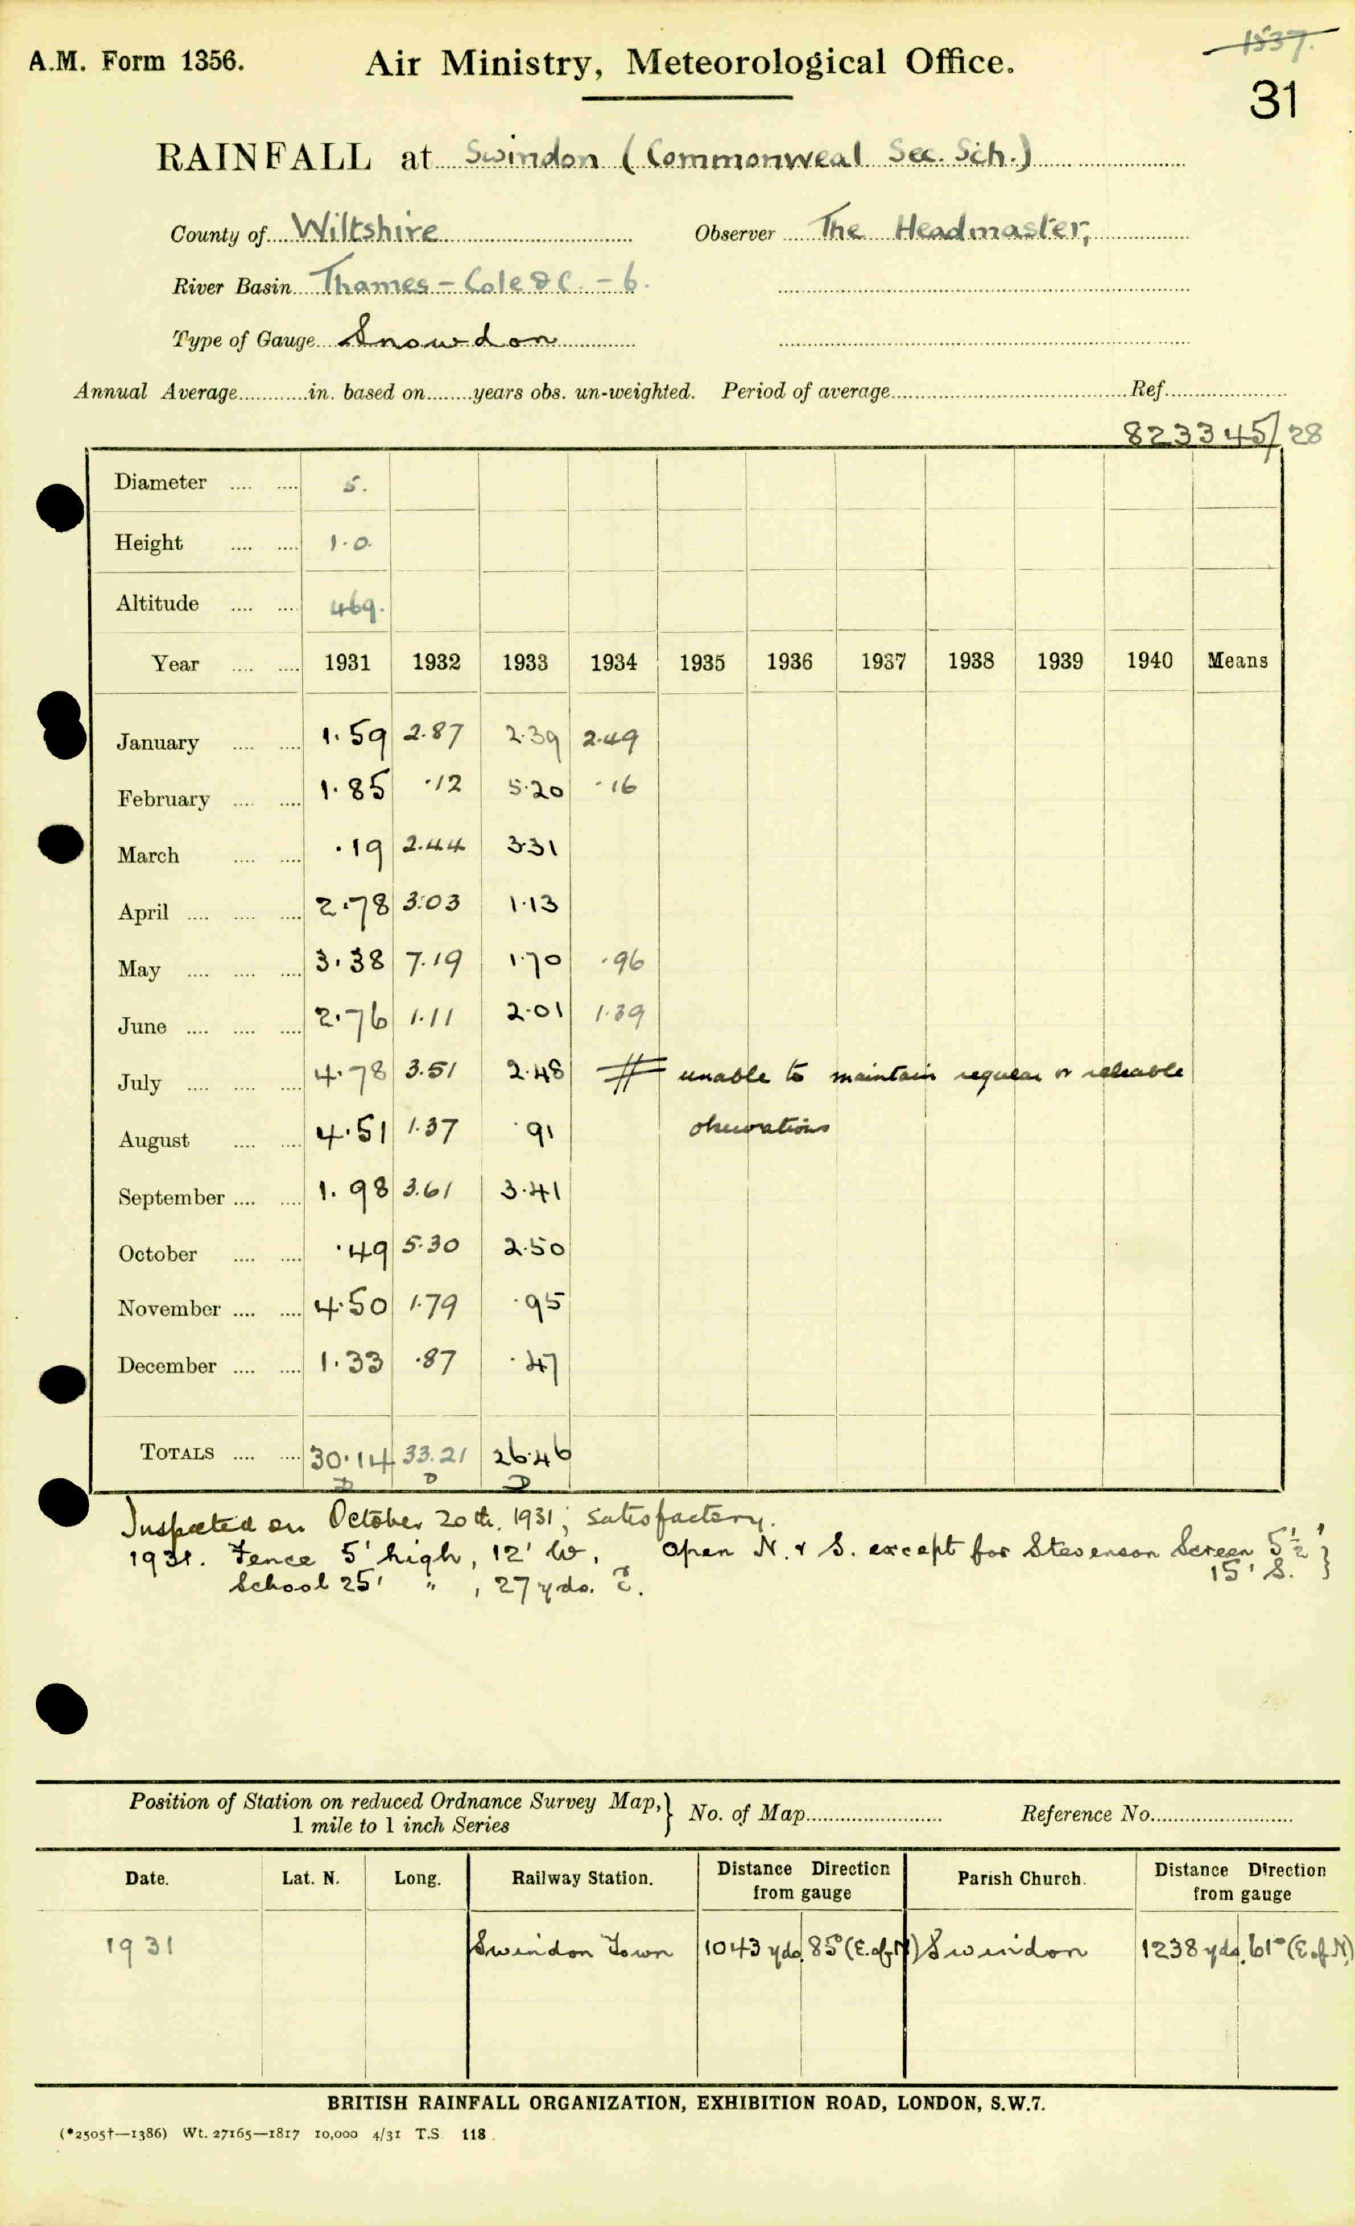 1537.
A.M. Form 1356. Air Ministry, Meteorological Office.
31
RAINFALL at Swindon (Commonweal Sec. Sch.)
County of Wiltshire Observer The Headmaster,
River Basin Thames - Cole &c. - 6.
Type of Gauge Snowdon
Annual Average............in. based on........years obs. un-weighted. Period of average............ Ref............
823345/28
Diameter .... .... 5.
Height .... .... 1.0.
Altitude .... .... 469.
Year .... .... 1931 1932 1933 1934 1935 1936 1937 1938 1939 1940 Means
January .... .... 1.59 2.87 2.39 2.49
February .... .... 1.85 .12 5.20 .16
March .... .... .19 2.44 3.31
April .... .... .... 2.78 3.03 1.13
May .... .... .... 3.38 7.19 1.70 .96
June .... .... .... 2.76 1.11 2.01 1.39
July .... .... .... 4.78 3.51 2.48 # unable to maintain regular or reliable
August .... .... 4.51 1.37 .91 observations
September .... .... 1.98 3.61 3.41
October .... .... .49 5.30 2.50
November .... .... 4.50 1.79 .95
December .... .... 1.33 .87 .47
TOTALS .... .... 30.14 33.21 26.46
D D D
Inspected on October 20th. 1931; satisfactory.
1931. Fence 5' high, 12' W. Open N. & S. except for Stevenson Screen 5½' }
School 25' " , 27 yds. E. 15' S. }
Position of Station on reduced Ordnance Survey Map,} No. of Map............ Reference No............
1 mile to 1 inch Series
Date. Lat. N. Long. Railway Station. Distance Direction from gauge Parish Church. Distance Direction from gauge
1931 Swindon Town 1043 yds. 85° (E. of N) Swindon 1238 yds. 61° (E. of N)
BRITISH RAINFALL ORGANIZATION, EXHIBITION ROAD, LONDON, S.W.7.
(*2505†—1386) Wt. 27165—1817 10,000 4/31 T.S. 118